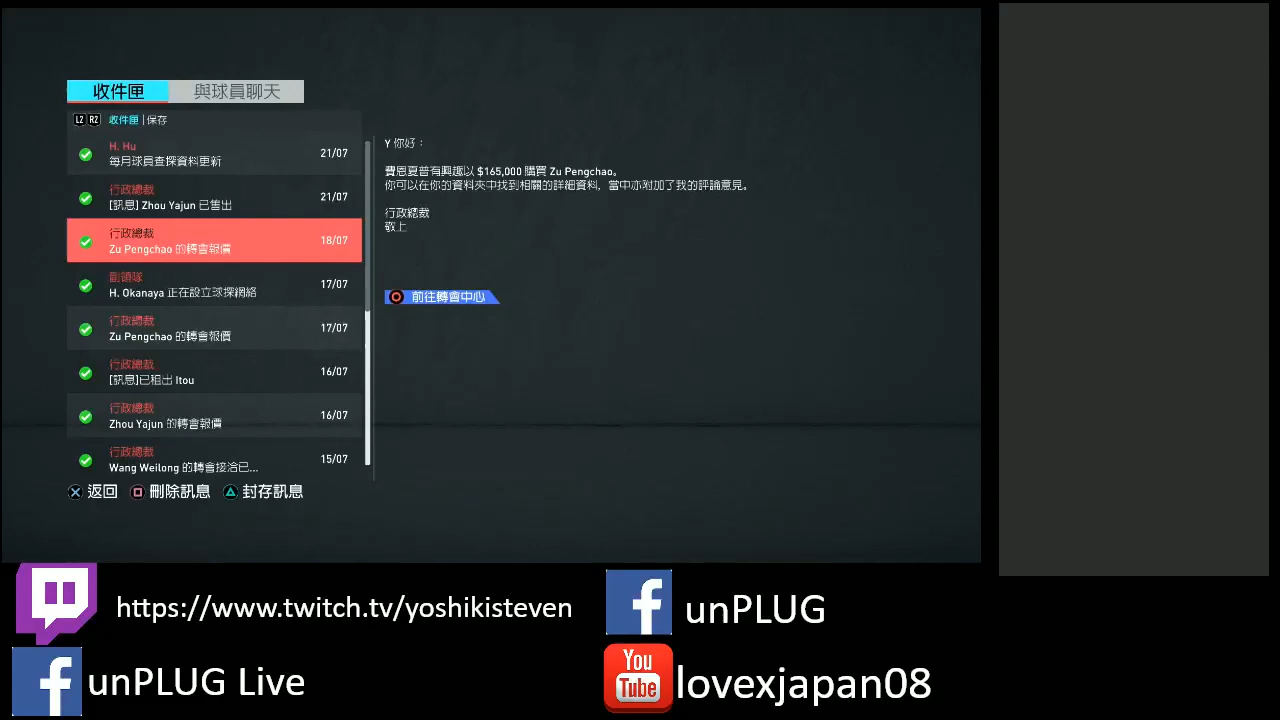 收件匣 與球員聊天
L2 R2 收件匣 | 保存
H. Hu
每月球員查探資料更新 21/07
行政總裁
[訊息] Zhou Yajun 已售出 21/07
行政總裁
Zu Pengchao 的轉會報價 18/07
副領隊
H. Okanaya 正在設立球探網絡 17/07
行政總裁
Zu Pengchao 的轉會報價 17/07
行政總裁
[訊息]已租出 Itou 16/07
行政總裁
Zhou Yajun 的轉會報價 16/07
行政總裁
Wang Weilong 的轉會接洽已... 15/07
返回 刪除訊息 封存訊息
Y 你好：
費恩夏普有興趣以 $165,000 購買 Zu Pengchao。
你可以在你的資料夾中找到相關的詳細資料，當中亦附加了我的評論意見。
行政總裁
敬上
前往轉會中心
https://www.twitch.tv/yoshikisteven
unPLUG
unPLUG Live
You Tube lovexjapan08